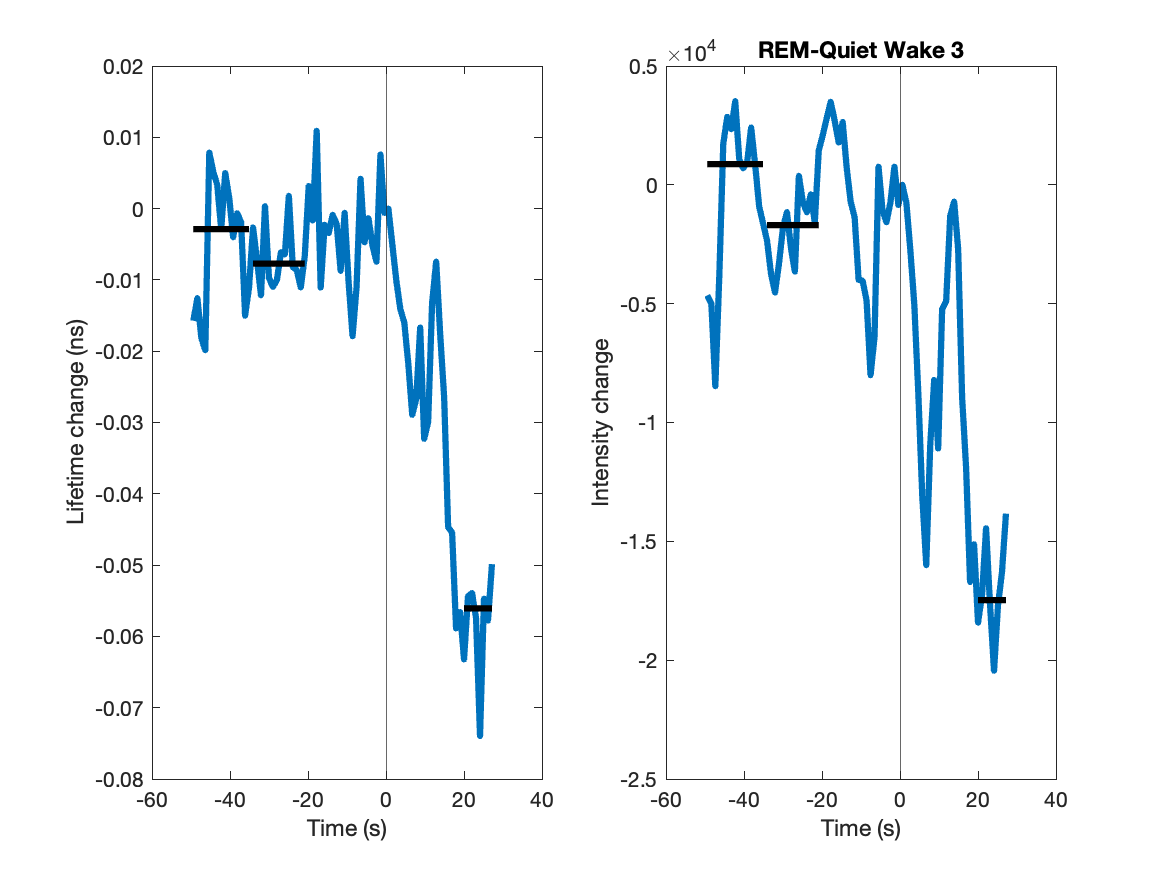 REM-Quiet Wake 3
×10⁴
0.02
0.01
0
-0.01
-0.02
-0.03
-0.04
-0.05
-0.06
-0.07
-0.08
Lifetime change (ns)
-60 -40 -20 0 20 40
Time (s)
0.5
0
-0.5
-1
-1.5
-2
-2.5
Intensity change
-60 -40 -20 0 20 40
Time (s)